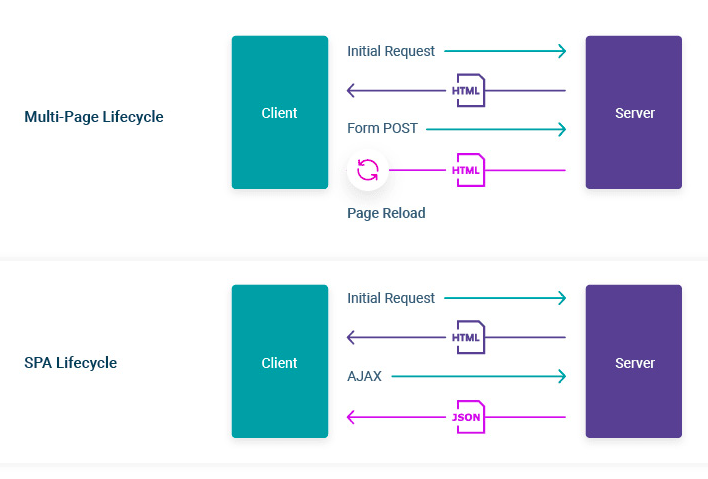 Multi-Page Lifecycle
Client
Initial Request
HTML
Form POST
HTML
Page Reload
Server
SPA Lifecycle
Client
Initial Request
HTML
AJAX
JSON
Server